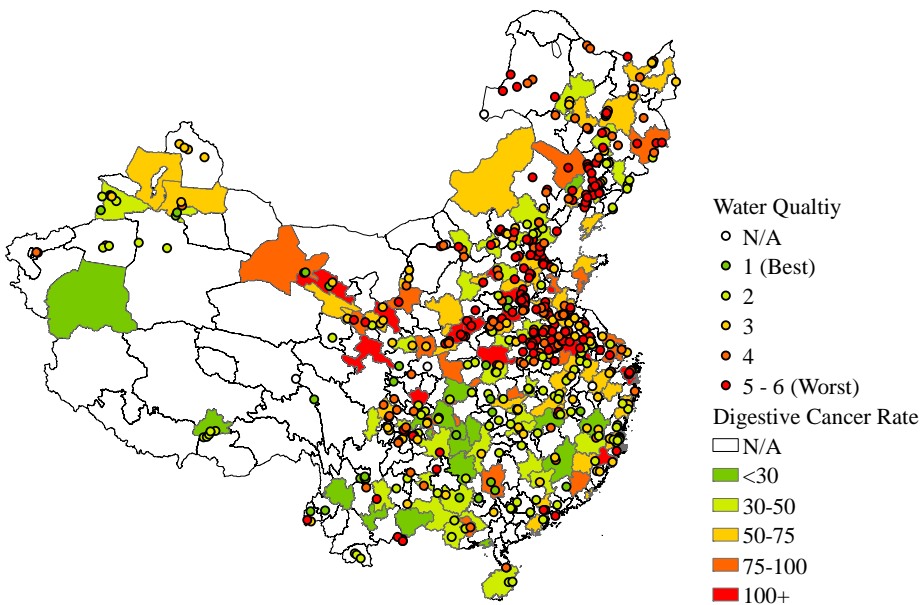 Water Qualtiy
N/A
1 (Best)
2
3
4
5 - 6 (Worst)
Digestive Cancer Rate
N/A
<30
30-50
50-75
75-100
100+